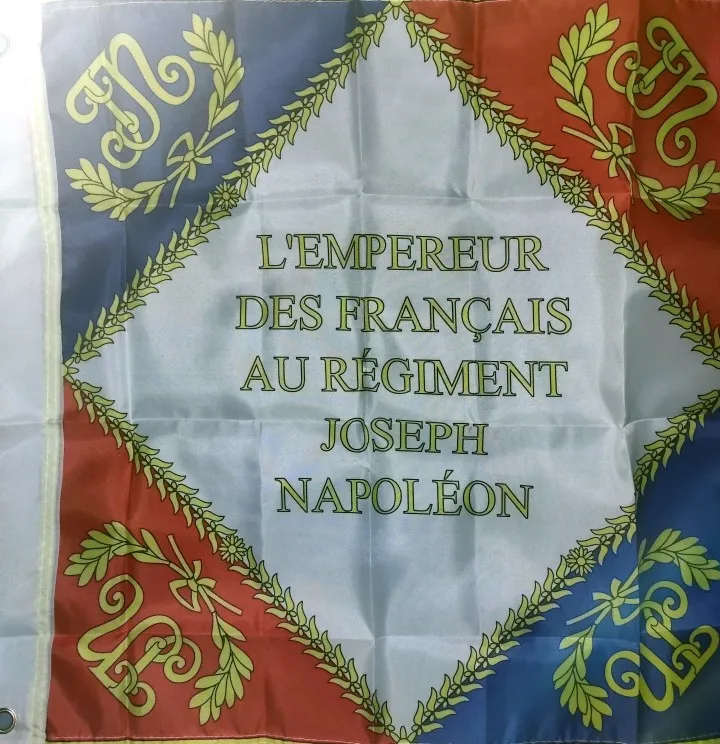 L'EMPEREUR
DES FRANÇAIS
AU RÉGIMENT
JOSEPH
NAPOLÉON